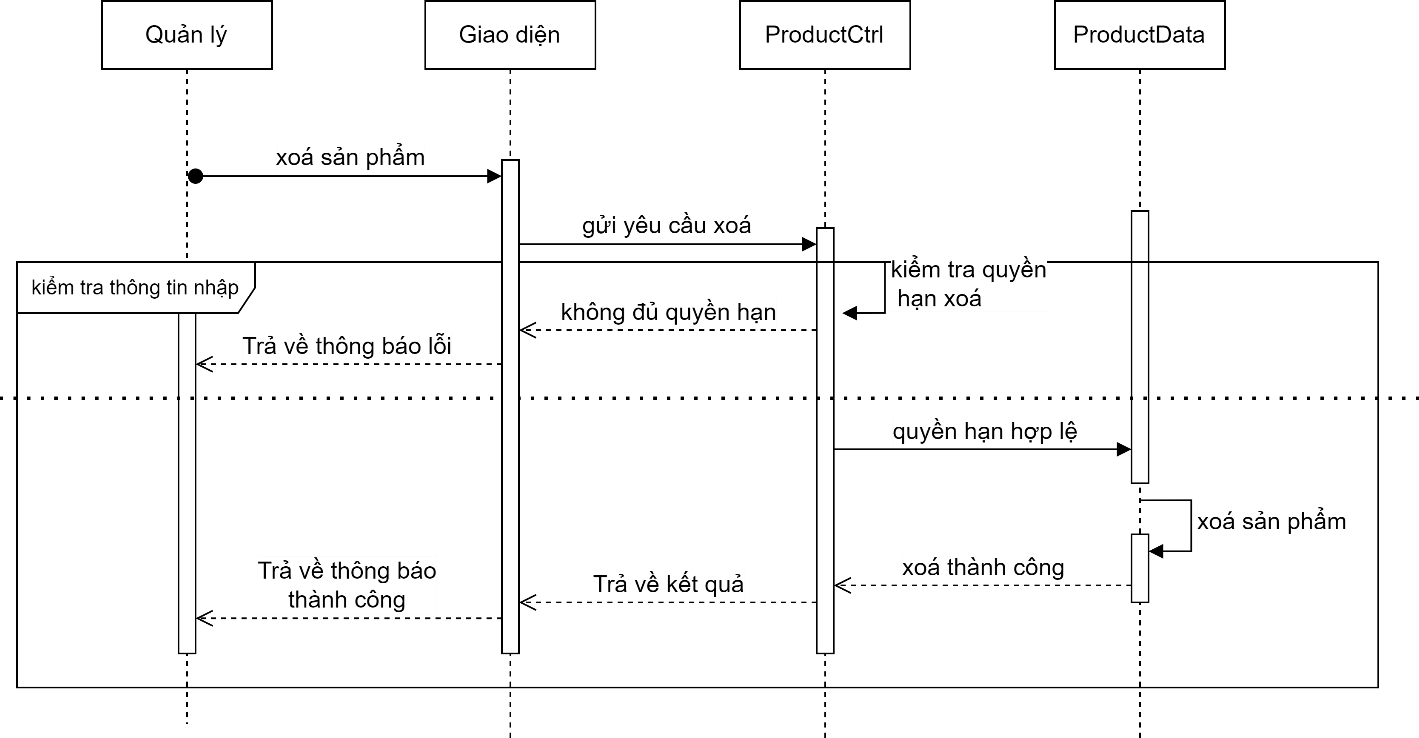 Quản lý
Giao diện
ProductCtrl
ProductData
xoá sản phẩm
gửi yêu cầu xoá
kiểm tra thông tin nhập
kiểm tra quyền
hạn xoá
không đủ quyền hạn
Trả về thông báo lỗi
quyền hạn hợp lệ
xoá sản phẩm
xoá thành công
Trả về kết quả
Trả về thông báo
thành công